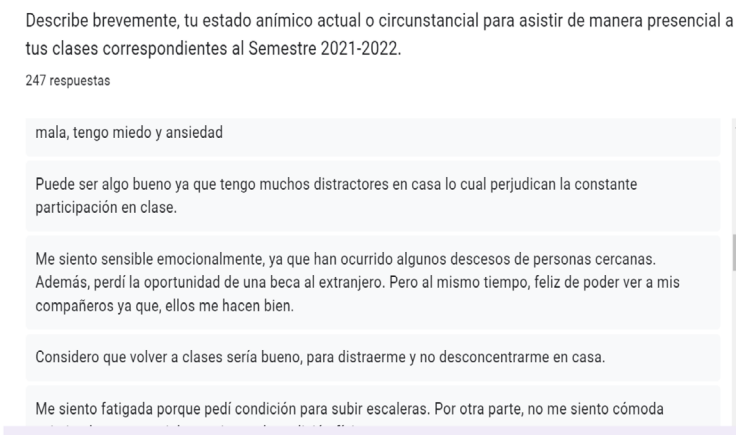 Describe brevemente, tu estado anímico actual o circunstancial para asistir de manera presencial a
tus clases correspondientes al Semestre 2021-2022.
247 respuestas
mala, tengo miedo y ansiedad
Puede ser algo bueno ya que tengo muchos distractores en casa lo cual perjudican la constante
participación en clase.
Me siento sensible emocionalmente, ya que han ocurrido algunos descesos de personas cercanas.
Además, perdí la oportunidad de una beca al extranjero. Pero al mismo tiempo, feliz de poder ver a mis
compañeros ya que, ellos me hacen bien.
Considero que volver a clases sería bueno, para distraerme y no desconcentrarme en casa.
Me siento fatigada porque pedí condición para subir escaleras. Por otra parte, no me siento cómoda